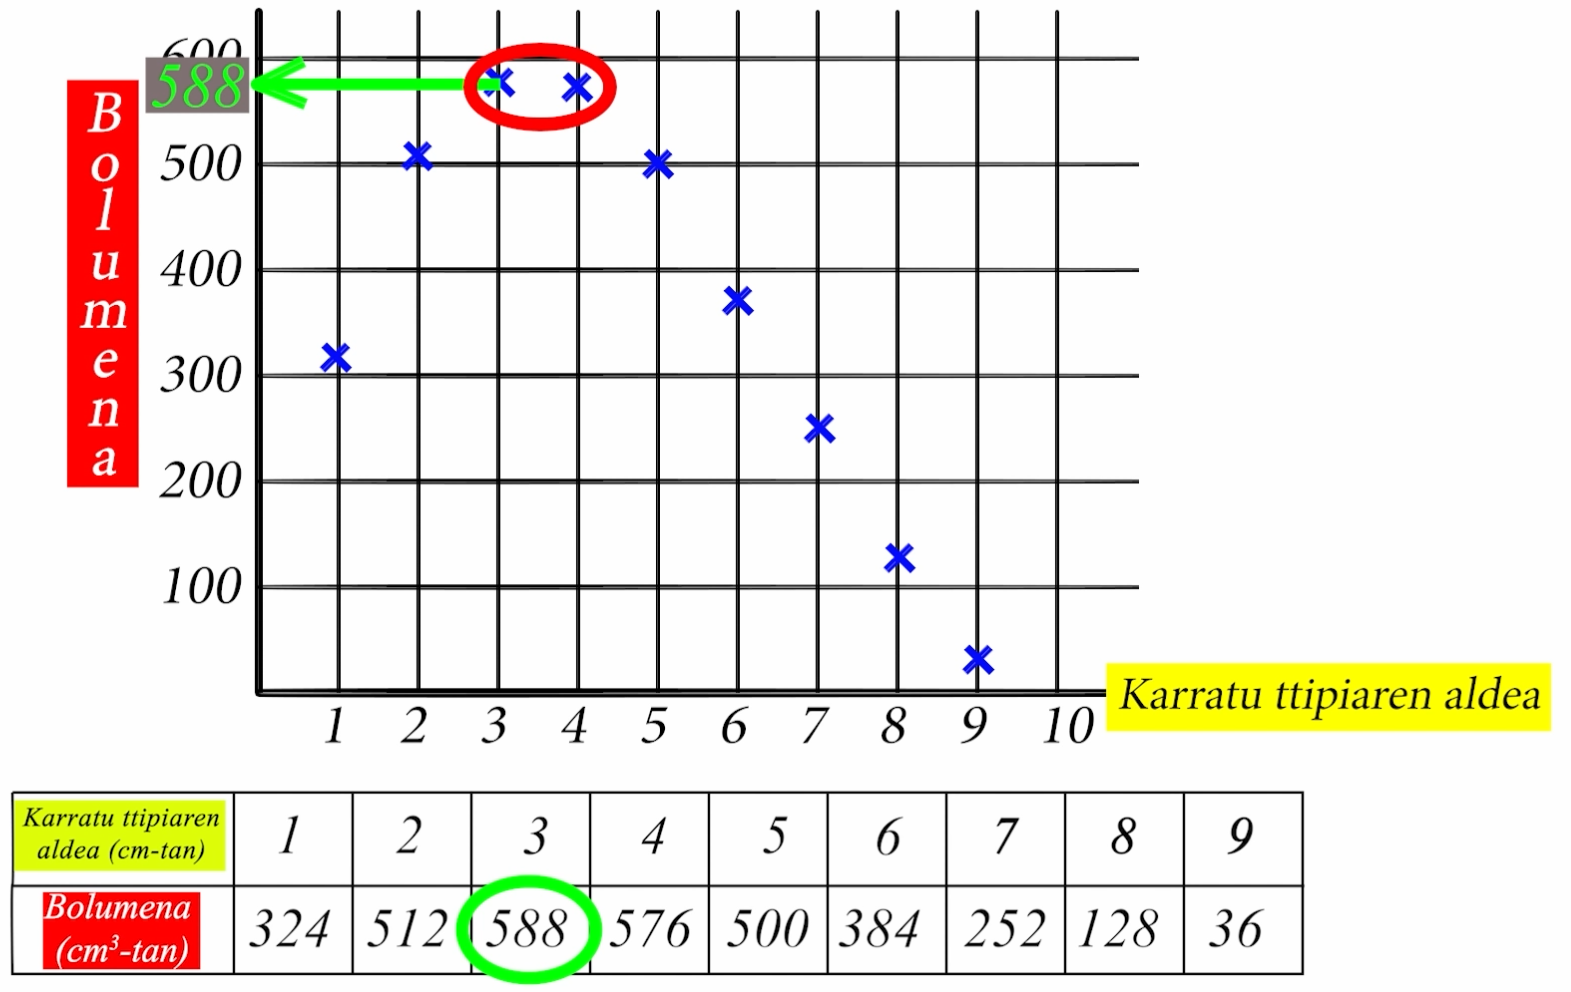 600
588
Bolumena
500
400
300
200
100
1 2 3 4 5 6 7 8 9 10
Karratu ttipiaren aldea
Karratu ttipiaren
aldea (cm-tan)
1 2 3 4 5 6 7 8 9
Bolumena
(cm³-tan)
324 512 588 576 500 384 252 128 36